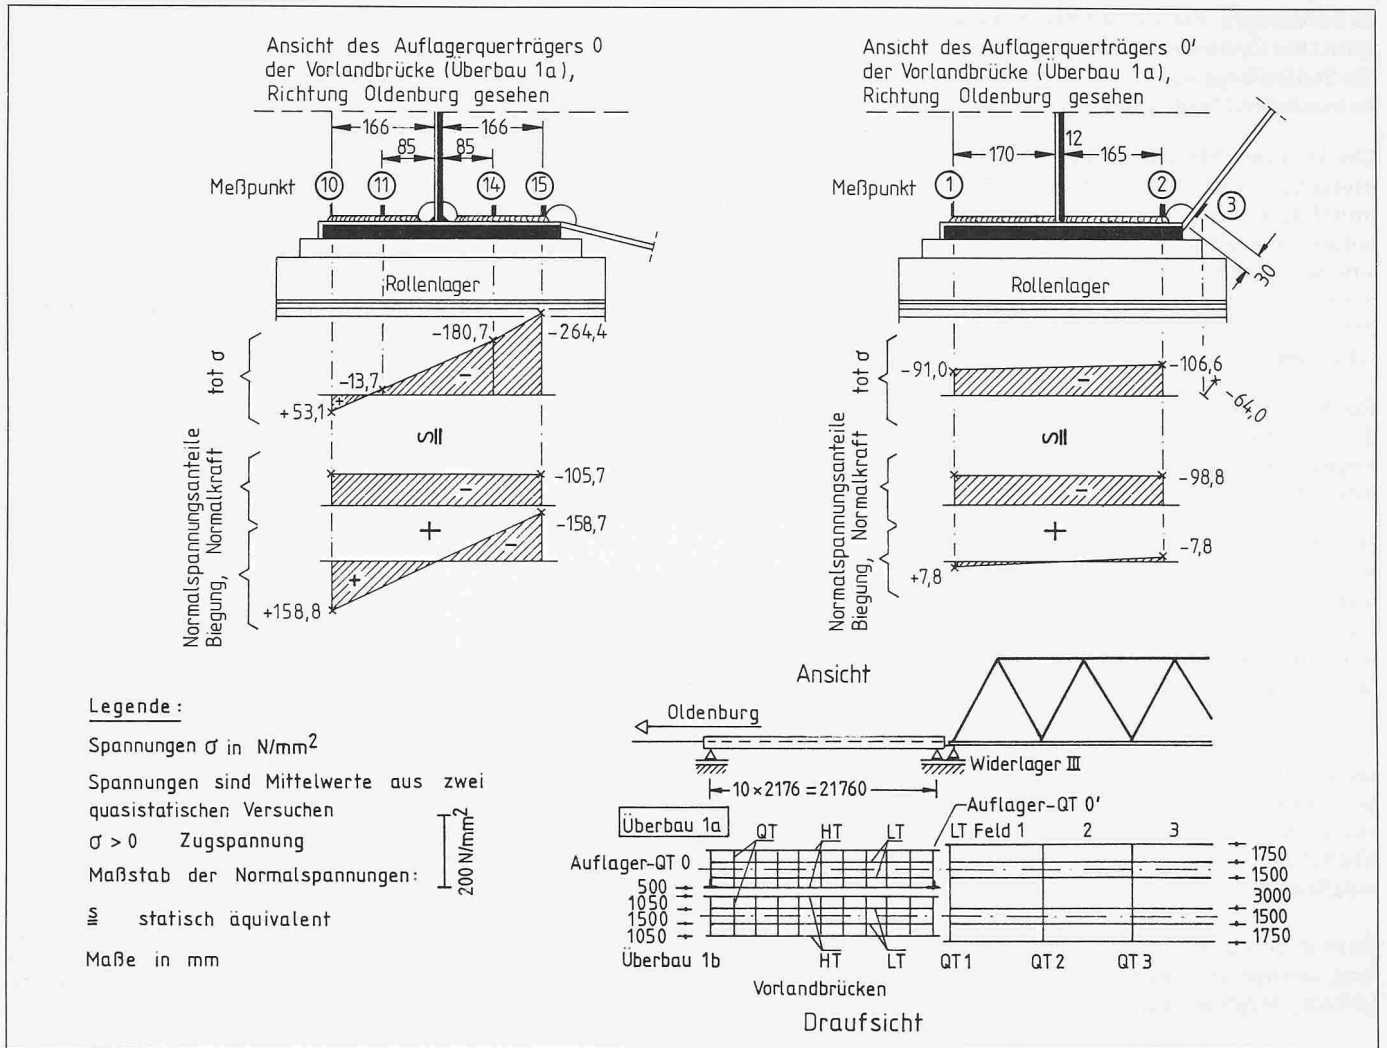 Ansicht des Auflagerquerträgers 0
der Vorlandbrücke (Überbau 1a),
Richtung Oldenburg gesehen
166
166
85
85
Meßpunkt
10
11
14
15
Rollenlager
tot σ
+53,1
-13,7
-180,7
-264,4
+
-
≙
Normalspannungsanteile
Biegung, Normalkraft
-
-105,7
+
-158,7
-
+
+158,8
Ansicht des Auflagerquerträgers 0'
der Vorlandbrücke (Überbau 1a),
Richtung Oldenburg gesehen
12
170
165
Meßpunkt
1
2
3
30
Rollenlager
tot σ
-91,0
-
-106,6
-64,0
Normalspannungsanteile
Biegung, Normalkraft
-
-98,8
+
-7,8
+7,8
Legende:
Spannungen σ in N/mm2
Spannungen sind Mittelwerte aus zwei
quasistatischen Versuchen
σ > 0 Zugspannung
Maßstab der Normalspannungen:
200 N/mm2
s statisch äquivalent
Maße in mm
Ansicht
Oldenburg
Widerlager III
10×2176 = 21760
Auflager-QT 0'
Überbau 1a
QT HT LT
LT Feld 1 2 3
Auflager-QT 0
500
1050
1500
1050
1750
1500
3000
1500
1750
Überbau 1b
HT LT
QT1 QT2 QT3
Vorlandbrücken
Draufsicht